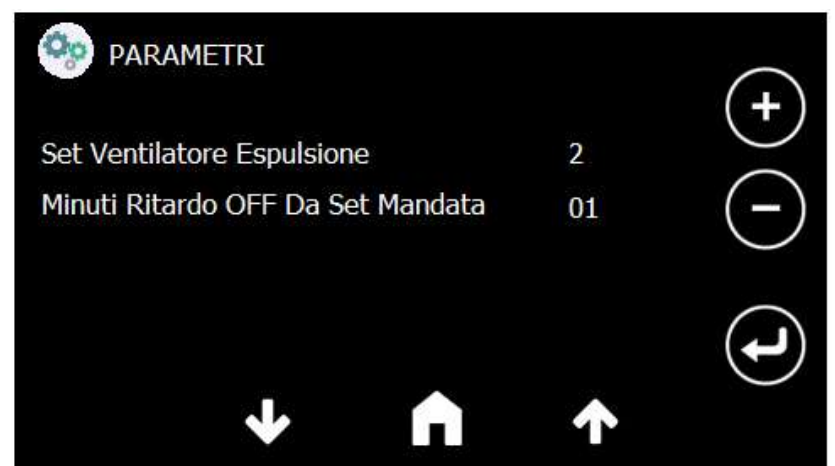 PARAMETRI
Set Ventilatore Espulsione 2
Minuti Ritardo OFF Da Set Mandata 01